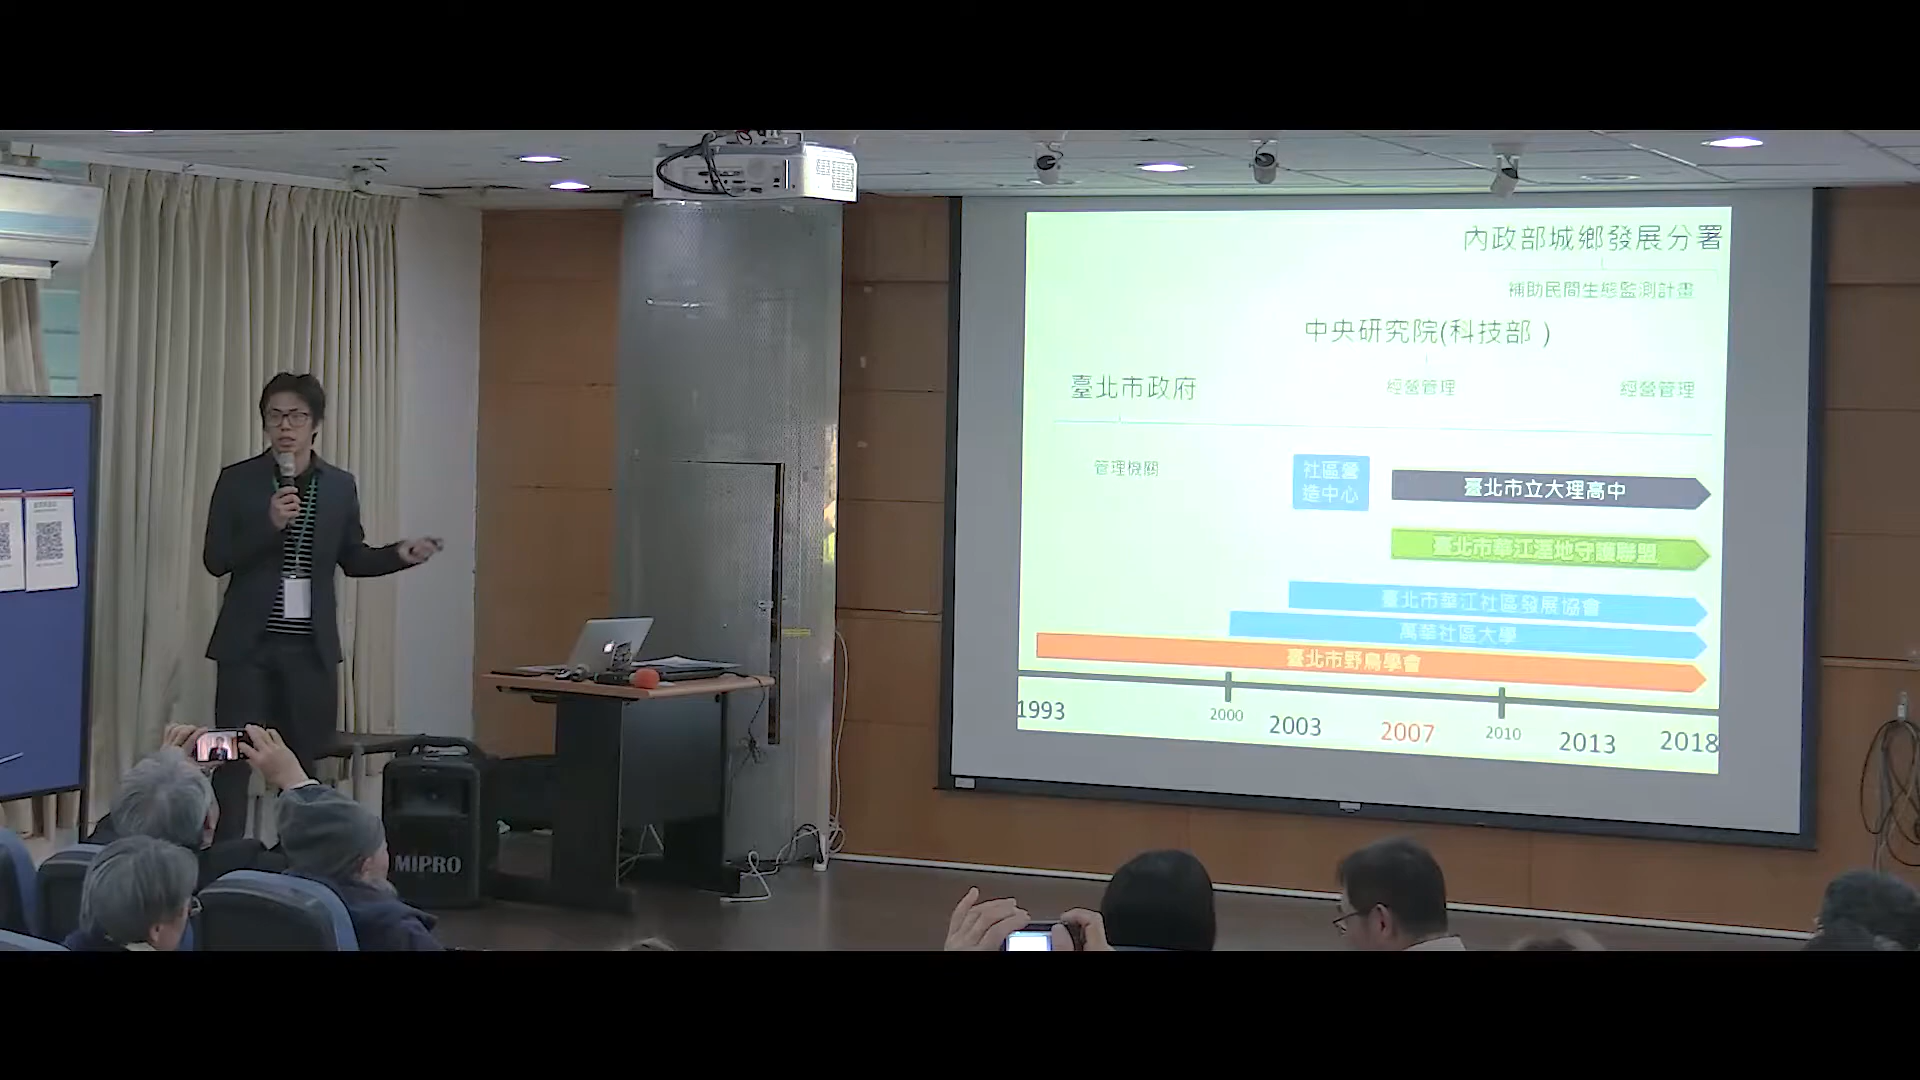 內政部城鄉發展分署
補助民間生態監測計畫
中央研究院(科技部 )
臺北市政府
經營管理
經營管理
管理機關
社區營
造中心
臺北市立大理高中
臺北市華江溼地守護聯盟
臺北市華江社區發展協會
萬華社區大學
臺北市野鳥學會
1993
2000
2003
2007
2010
2013
2018
MIPRO